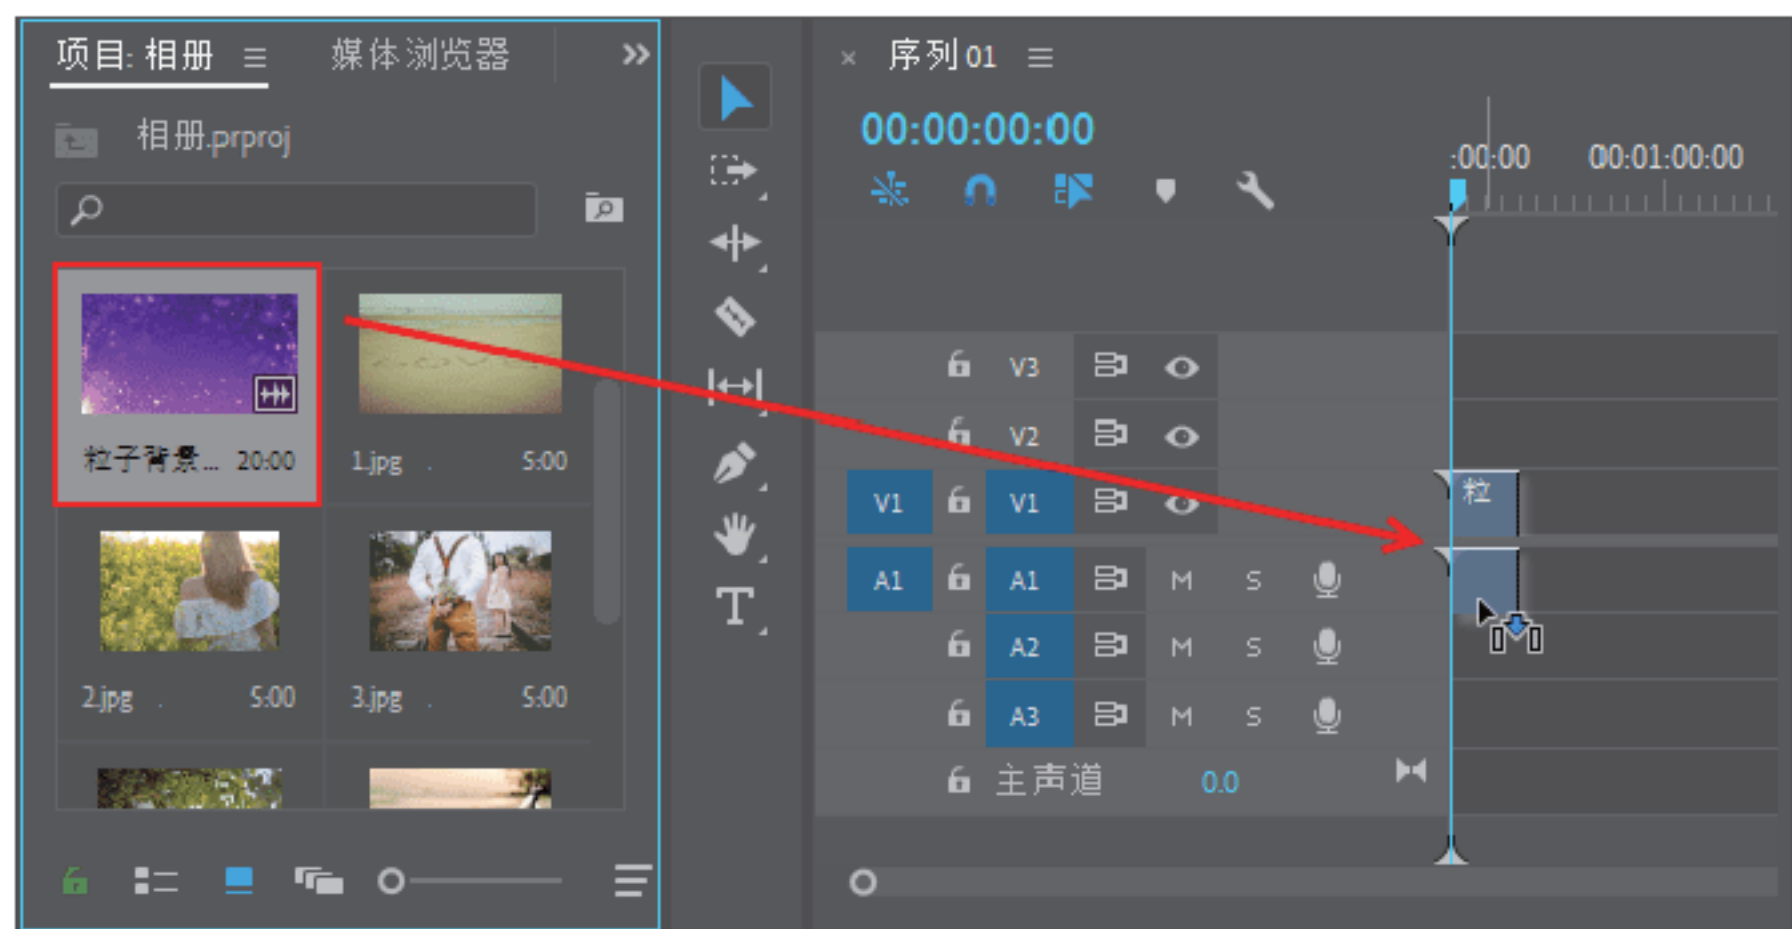 项目: 相册
媒体浏览器
相册.prproj
粒子背景... 20:00
1.jpg 5:00
2.jpg 5:00
3.jpg 5:00
T
序列 01
00:00:00:00
:00:00 00:01:00:00
V3
V2
V1 V1
粒
A1 A1 M S
A2 M S
A3 M S
主声道 0.0